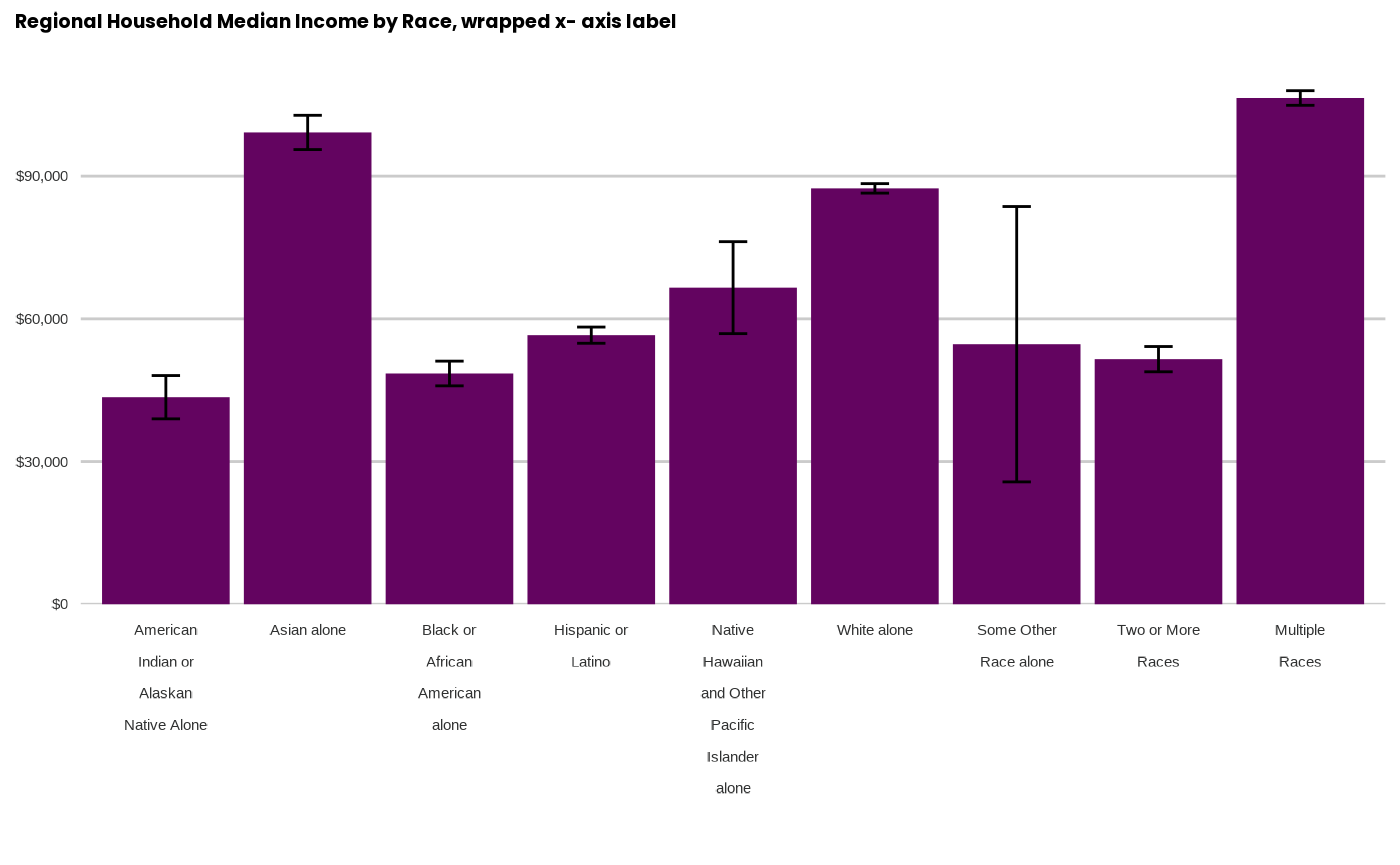 Regional Household Median Income by Race, wrapped x- axis label
$90,000
$60,000
$30,000
$0
American
Indian or
Alaskan
Native Alone
Asian alone
Black or
African
American
alone
Hispanic or
Latino
Native
Hawaiian
and Other
Pacific
Islander
alone
White alone
Some Other
Race alone
Two or More
Races
Multiple
Races